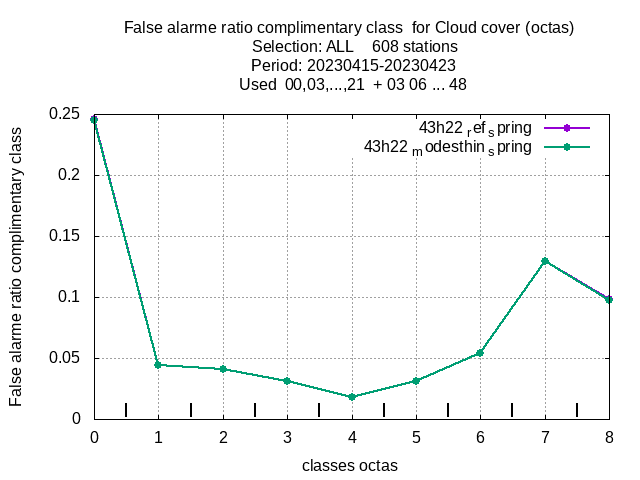 False alarme ratio complimentary class  for Cloud cover (octas)
Selection: ALL    608 stations
Period: 20230415-20230423
Used  00,03,...,21  + 03 06 ... 48
43h22 ref spring
43h22 modesthin spring
False alarme ratio complimentary class
0.25
0.2
0.15
0.1
0.05
0
0 1 2 3 4 5 6 7 8
classes octas